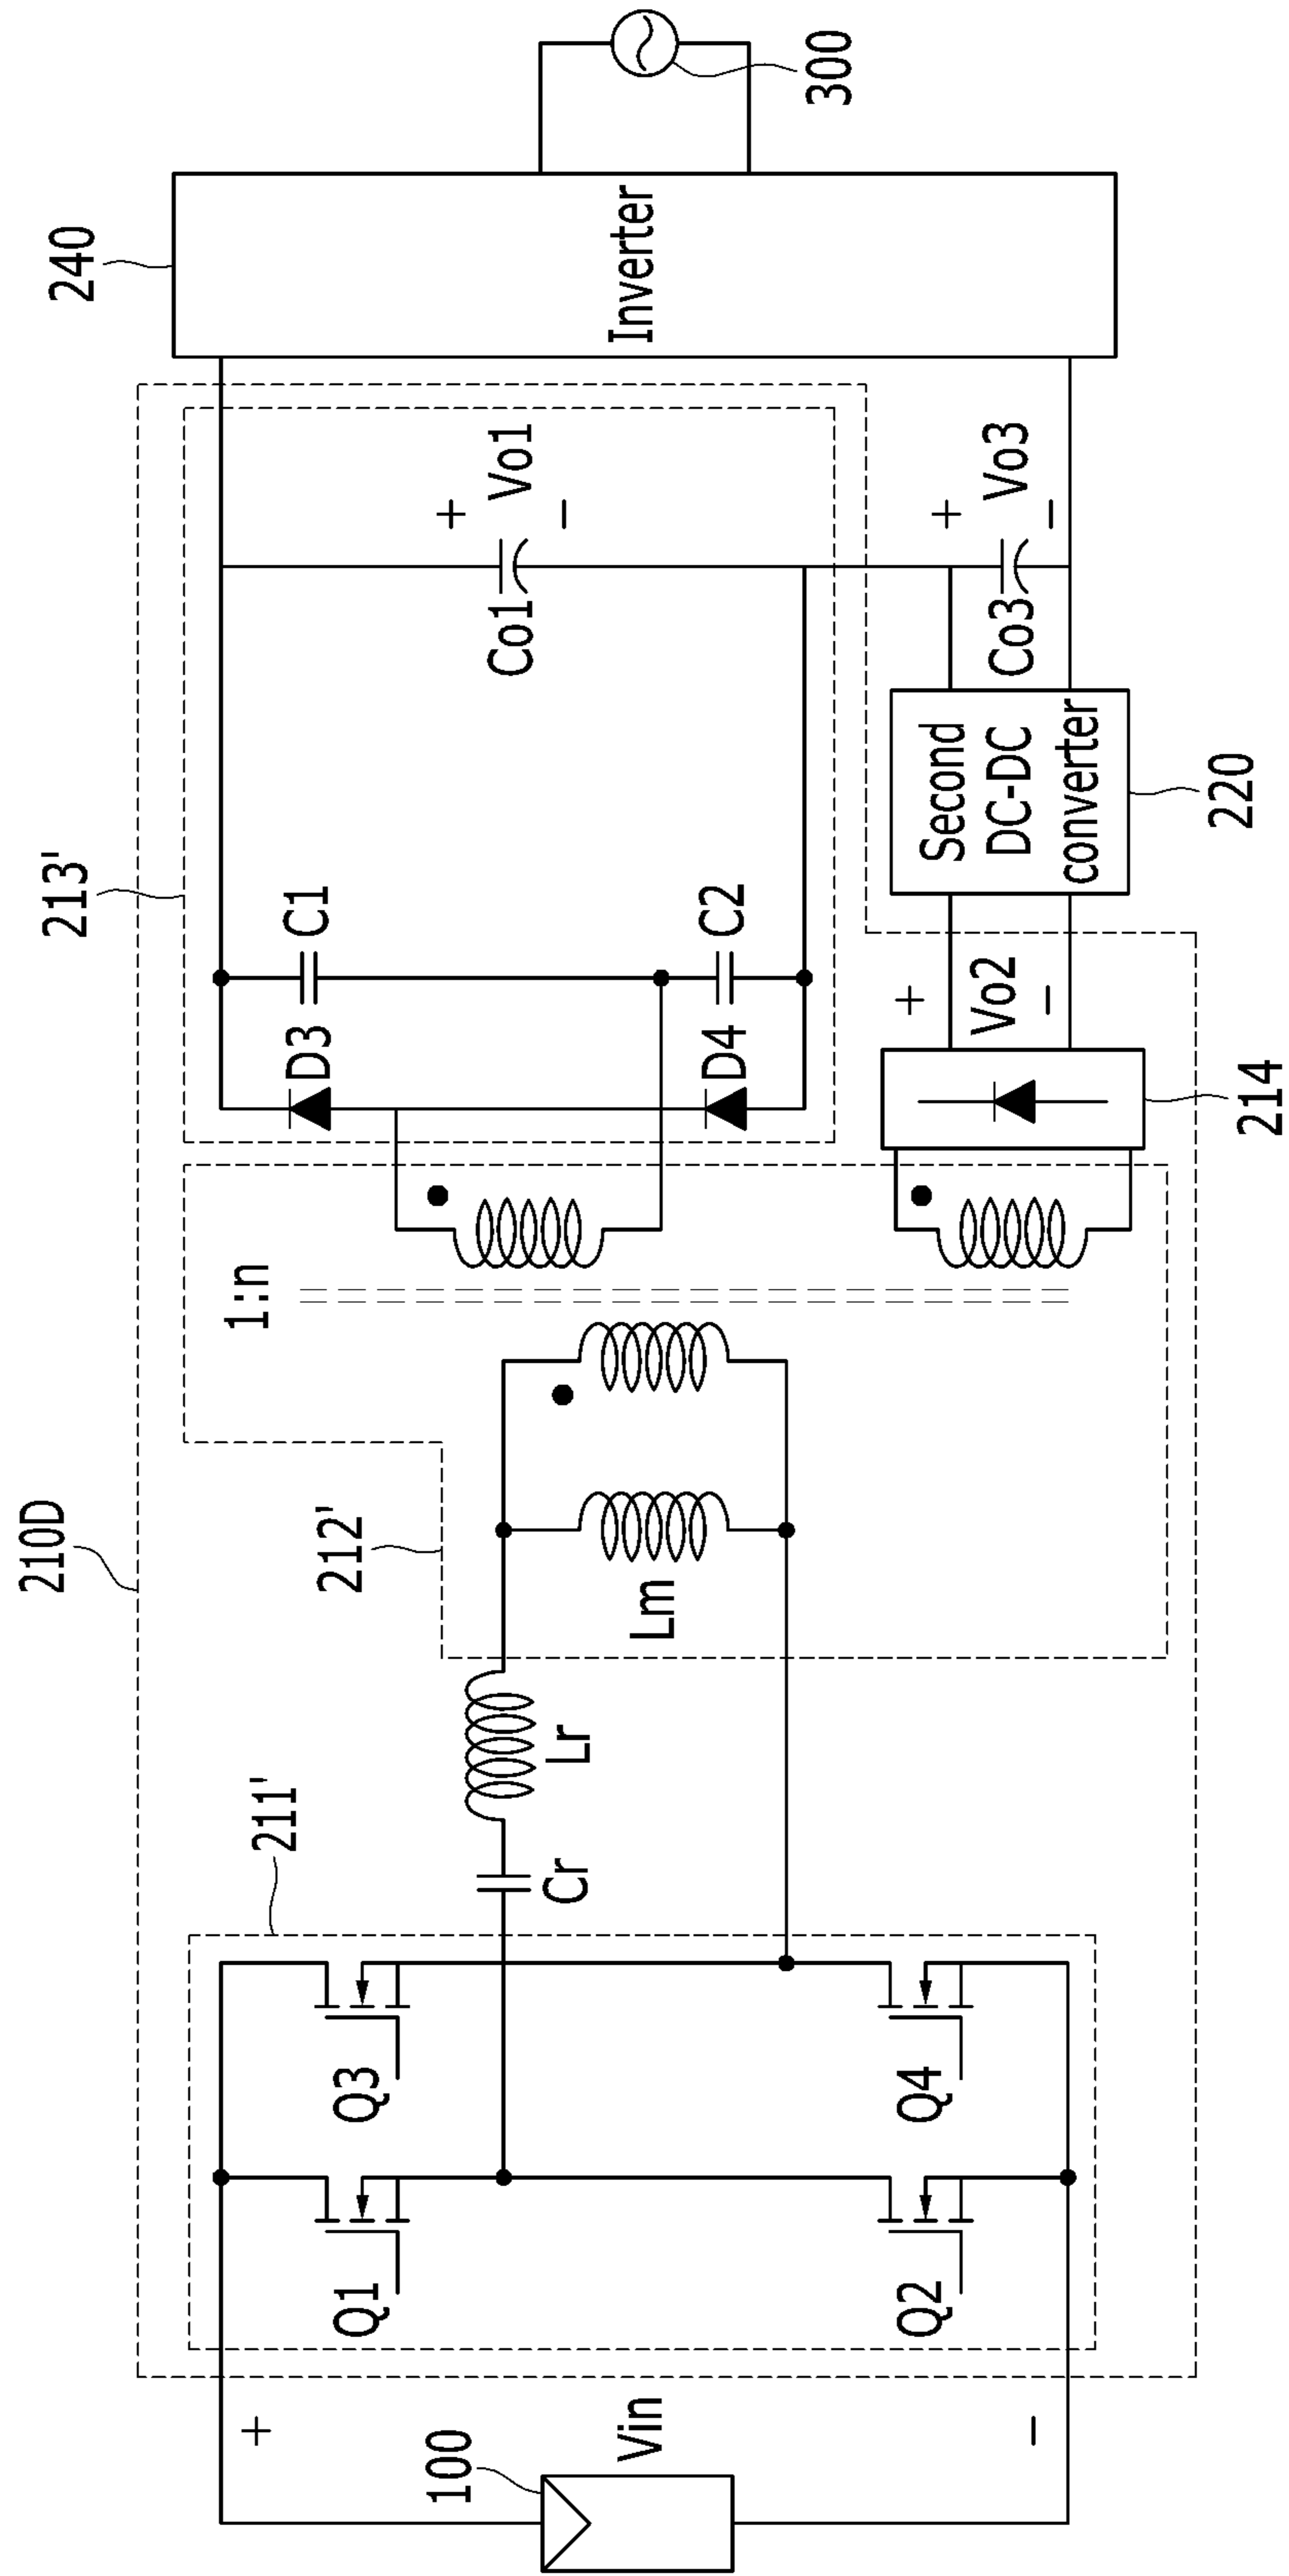 210D
213'
240
211'
212'
1:n
100
+
Vin
−
Q1
Q3
Q2
Q4
Cr
Lr
Lm
D3
C1
D4
C2
Co1
+
Vo1
−
Inverter
300
214
+
Vo2
−
Second
DC-DC
converter
220
Co3
+
Vo3
−